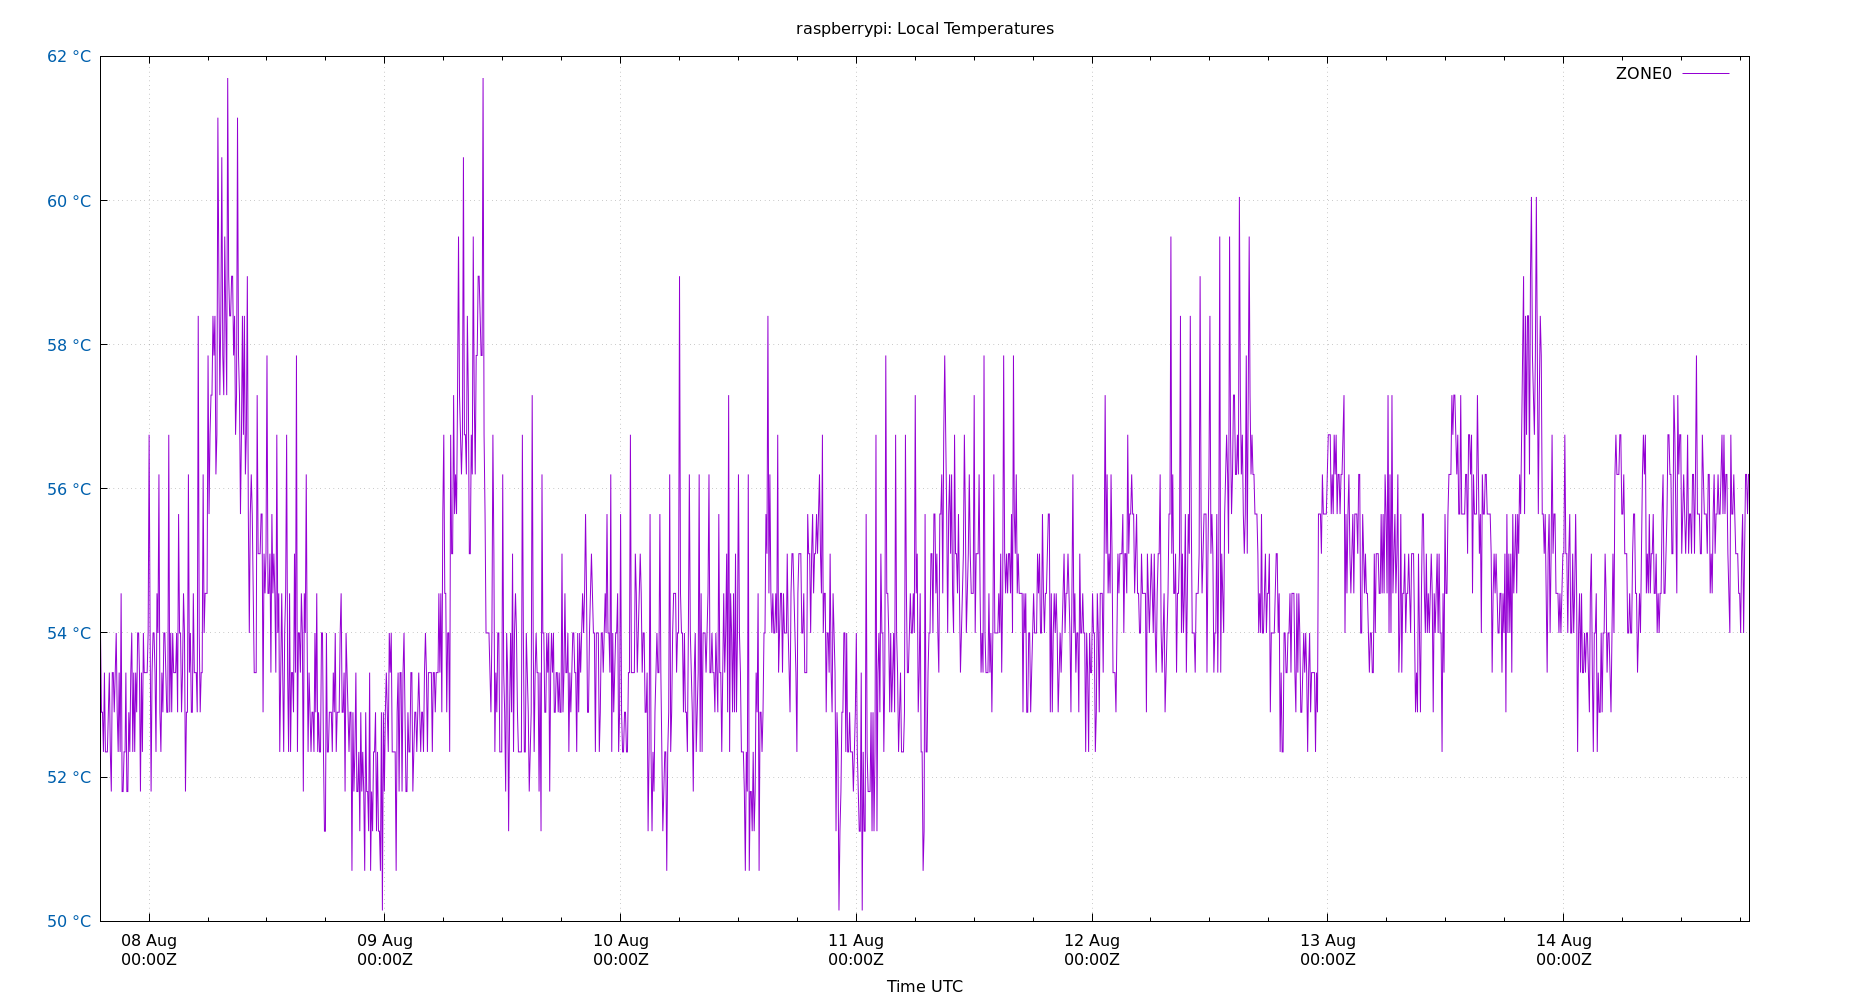 raspberrypi: Local Temperatures
62 °C
ZONE0
60 °C
58 °C
56 °C
54 °C
52 °C
50 °C
08 Aug 09 Aug 10 Aug 11 Aug 12 Aug 13 Aug 14 Aug
00:00Z 00:00Z 00:00Z 00:00Z 00:00Z 00:00Z 00:00Z
Time UTC